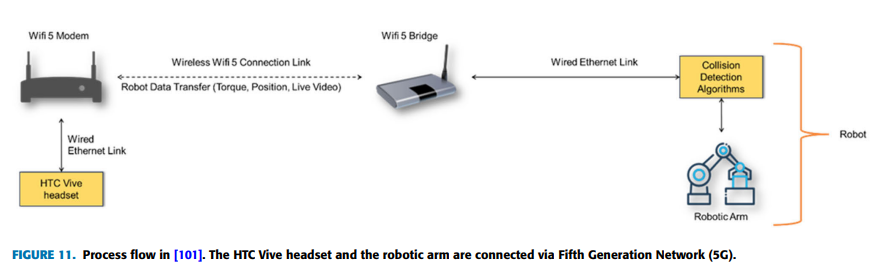 Wifi 5 Modem
Wifi 5 Bridge
Wireless Wifi 5 Connection Link
Robot Data Transfer (Torque, Position, Live Video)
Wired Ethernet Link
Collision
Detection
Algorithms
Robot
Wired
Ethernet Link
HTC Vive
headset
Robotic Arm
FIGURE 11. Process flow in [101]. The HTC Vive headset and the robotic arm are connected via Fifth Generation Network (5G).